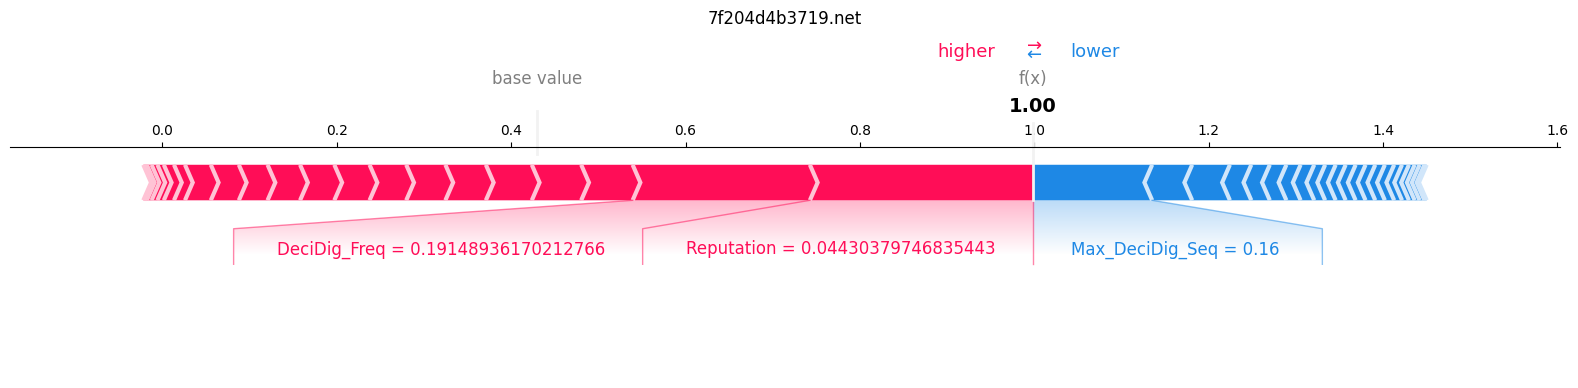 7f204d4b3719.net
higher → ← lower
base value f(x)
1.00
0.0 0.2 0.4 0.6 0.8 1.0 1.2 1.4 1.6
DeciDig_Freq = 0.19148936170212766 Reputation = 0.04430379746835443 Max_DeciDig_Seq = 0.16